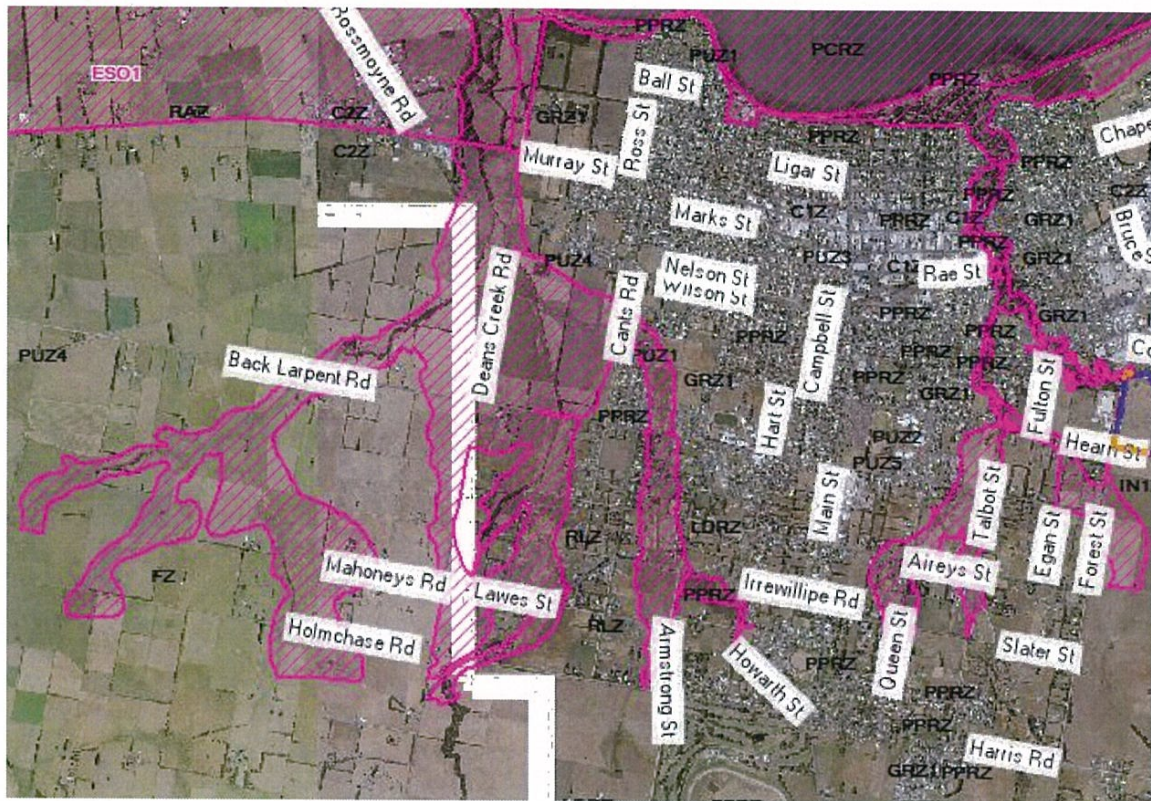 Rossmoyne Rd
PPRZ
PUZ1
PCRZ
ESO1
Ball St
PPRZ
RAZ
C2Z
GRZ1
Ross St
PPRZ
C2Z
Murray St
Ligar St
PPRZ
PPRZ
C2Z
Marks St
C1Z
PRRZ
C1Z
GRZ1
PUZ4
Nelson St
Wilson St
PUZ3
C1Z
PPRZ
GRZ1
Rae St
Deans Creek Rd
Cants Rd
Campbell St
PPRZ
PPRZ
GRZ1
PPRZ
PUZ4
PUZ1
PPRZ
PPRZ
Back Larpent Rd
GRZ1
PPRZ
GRZ1
Fulton St
PPRZ
Hart St
PUZ2
Hearn St
PUZ5
IN1
Main St
Talbot St
Egan St
Forest St
RLZ
LDRZ
FZ
Mahoneys Rd
Lawes St
PPRZ
Irrewillipe Rd
Aireys St
Holmchase Rd
RLZ
Armstrong St
Howarth St
PPRZ
Queen St
Slater St
PPRZ
PPRZ
Harris Rd
GRZ1
PPRZ